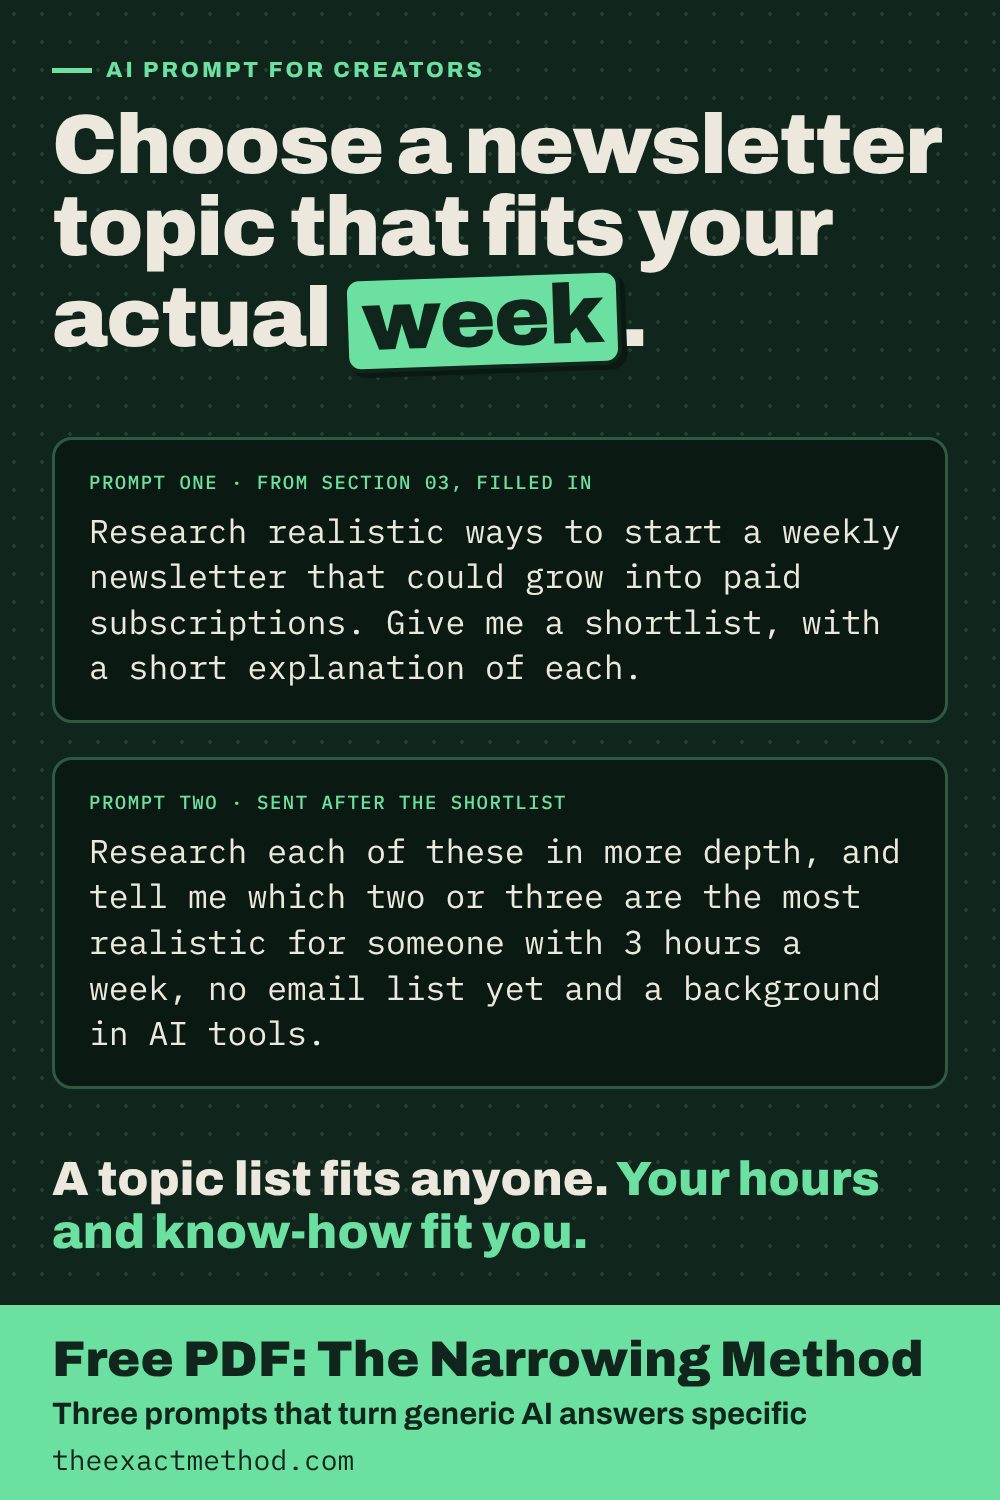 AI PROMPT FOR CREATORS
Choose a newsletter
topic that fits your
actual week.
PROMPT ONE · FROM SECTION 03, FILLED IN
Research realistic ways to start a weekly
newsletter that could grow into paid
subscriptions. Give me a shortlist, with
a short explanation of each.
PROMPT TWO · SENT AFTER THE SHORTLIST
Research each of these in more depth, and
tell me which two or three are the most
realistic for someone with 3 hours a
week, no email list yet and a background
in AI tools.
A topic list fits anyone. Your hours
and know-how fit you.
Free PDF: The Narrowing Method
Three prompts that turn generic AI answers specific
theexactmethod.com